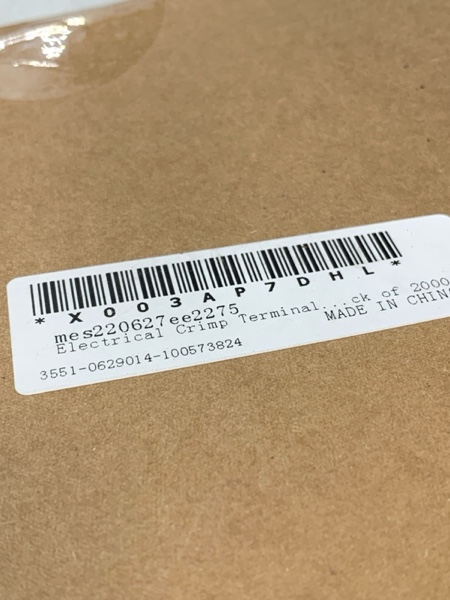 *X003AP7DHL*
mes220627ee2275
Electrical Crimp Terminal...ck of 2000
MADE IN CHINA
3551-0629014-100573824